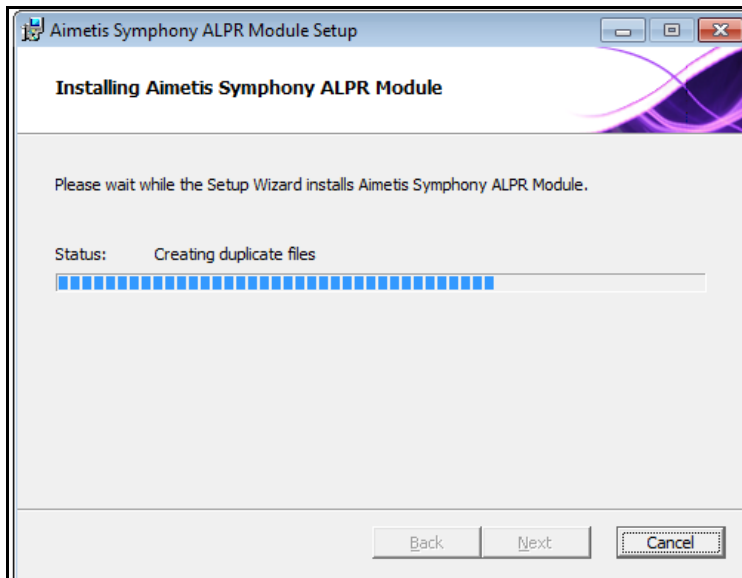 Aimetis Symphony ALPR Module Setup
Installing Aimetis Symphony ALPR Module
Please wait while the Setup Wizard installs Aimetis Symphony ALPR Module.
Status: Creating duplicate files
Back Next Cancel